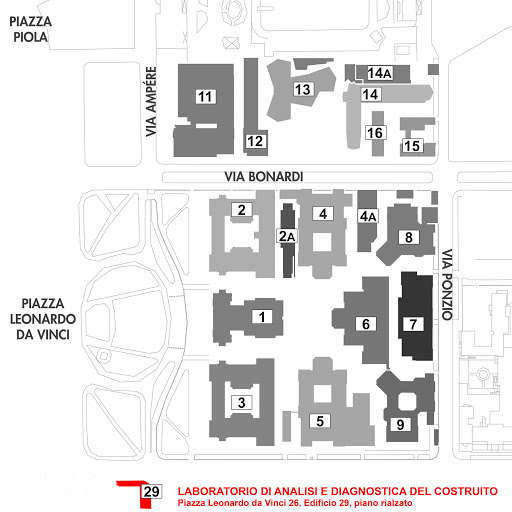 PIAZZA
PIOLA
VIA AMPÉRE
11
12
13
14A
14
16
15
VIA BONARDI
2
2A
4
4A
8
PIAZZA
LEONARDO
DA VINCI
1
6
7
VIA PONZIO
3
5
9
29
LABORATORIO DI ANALISI E DIAGNOSTICA DEL COSTRUITO
Piazza Leonardo da Vinci 26, Edificio 29, piano rialzato